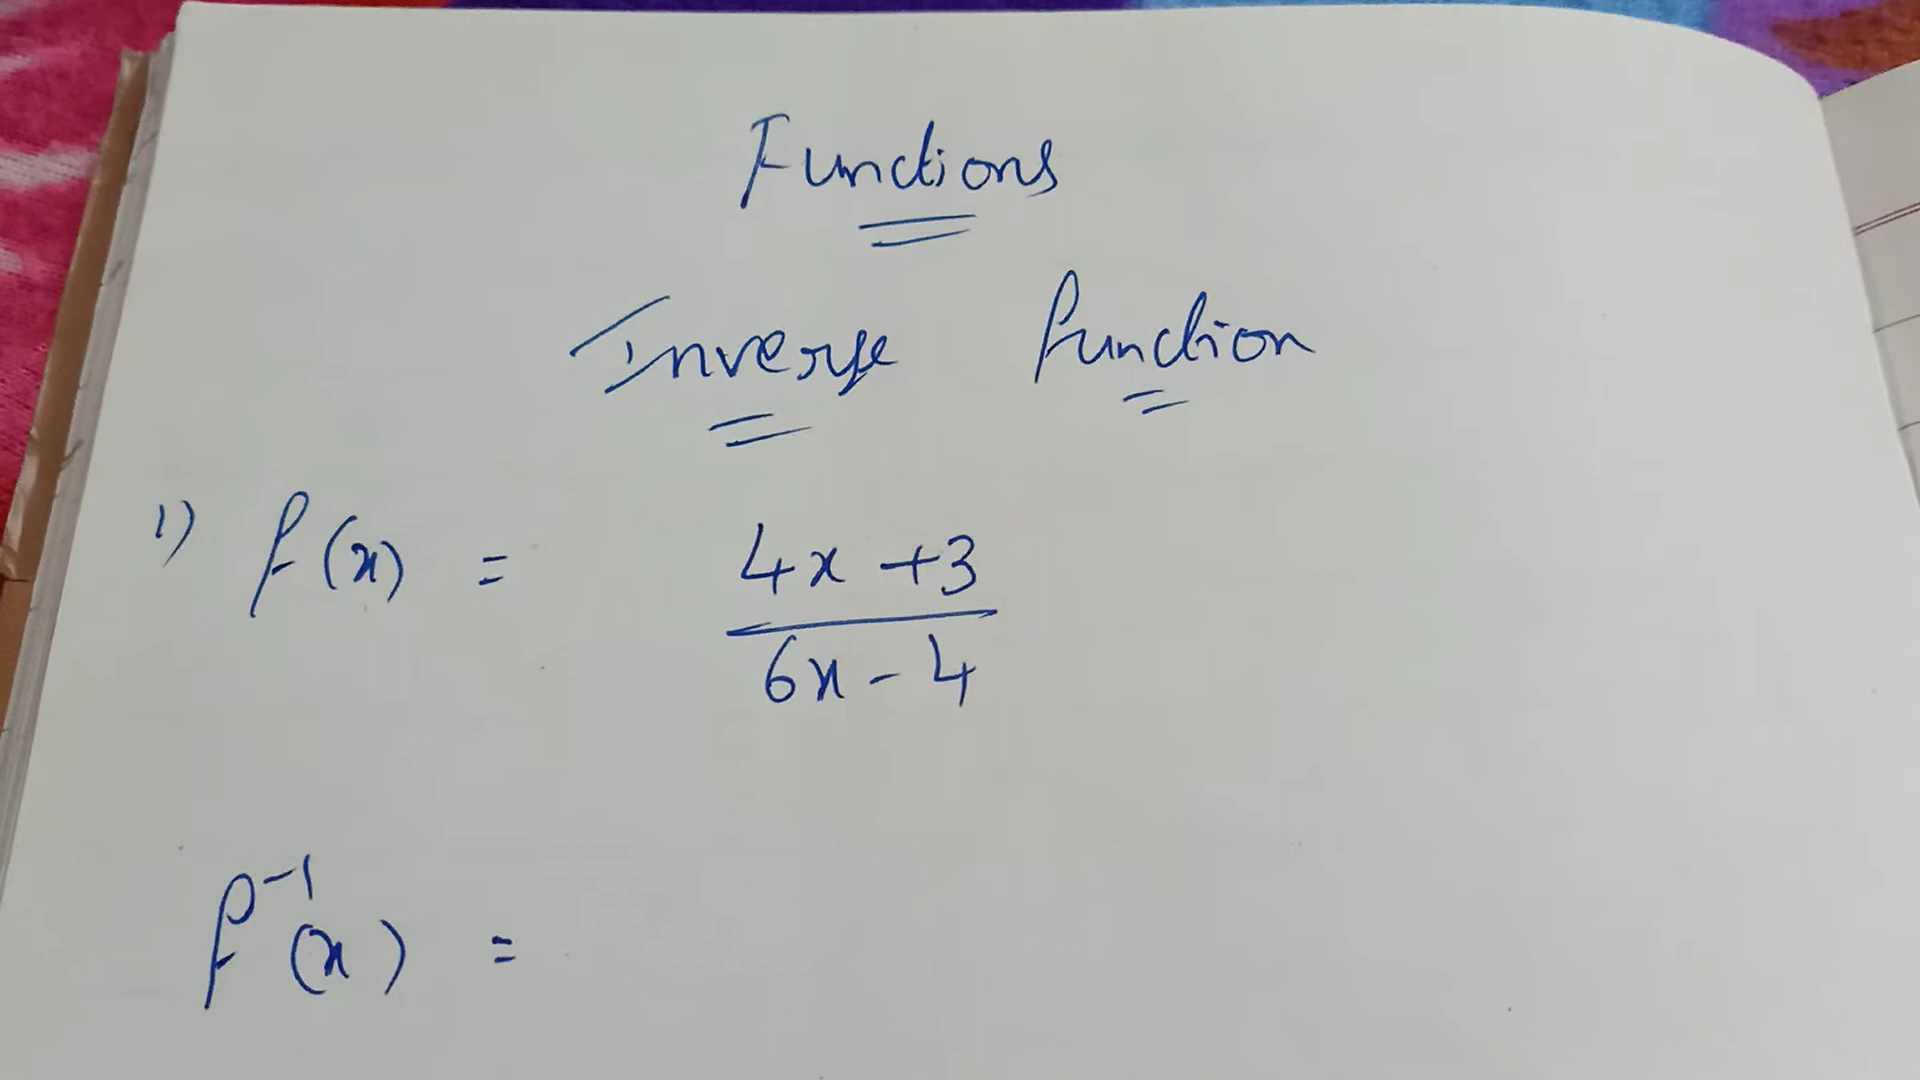 Functions
Inverse function
1) f(x) = 4x + 3 / 6x - 4
f⁻¹(x) =